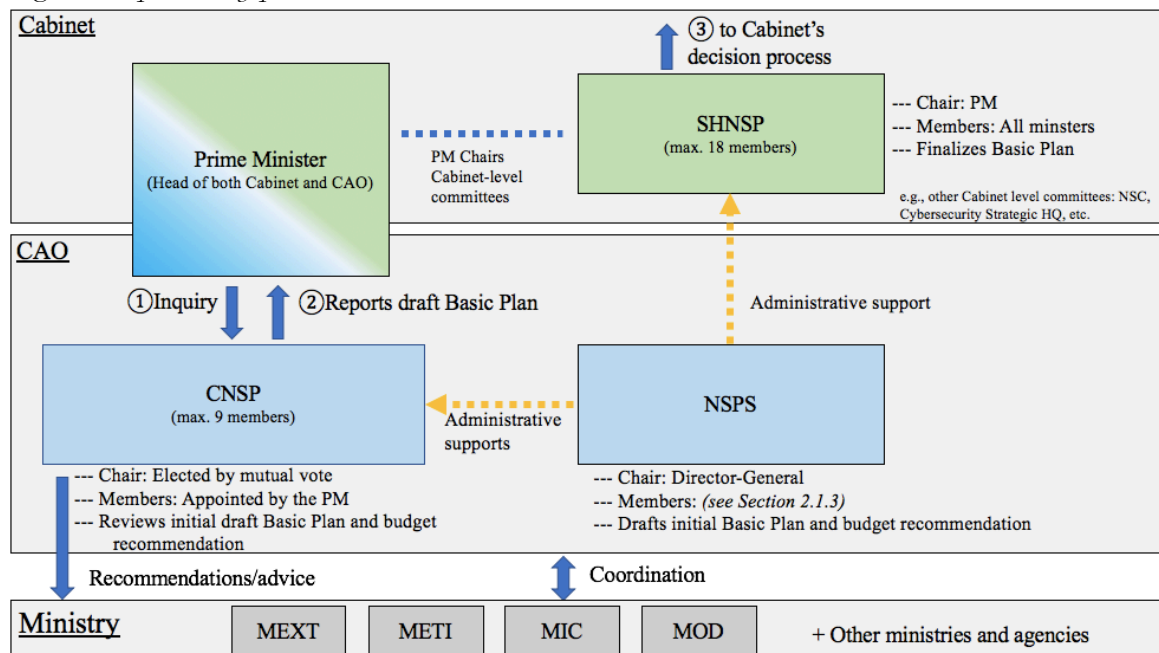 Cabinet
③ to Cabinet's
decision process
Prime Minister
(Head of both Cabinet and CAO)
PM Chairs
Cabinet-level
committees
SHNSP
(max. 18 members)
--- Chair: PM
--- Members: All minsters
--- Finalizes Basic Plan
e.g., other Cabinet level committees: NSC,
Cybersecurity Strategic HQ, etc.
CAO
①Inquiry
②Reports draft Basic Plan
Administrative support
CNSP
(max. 9 members)
Administrative
supports
NSPS
--- Chair: Elected by mutual vote
--- Members: Appointed by the PM
--- Reviews initial draft Basic Plan and budget
recommendation
--- Chair: Director-General
--- Members: (see Section 2.1.3)
--- Drafts initial Basic Plan and budget recommendation
Recommendations/advice
Coordination
Ministry
MEXT
METI
MIC
MOD
+ Other ministries and agencies